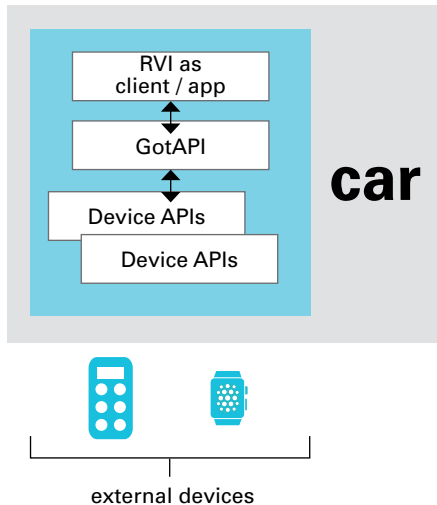 RVI as
client / app
GotAPI
car
Device APIs
Device APIs
external devices